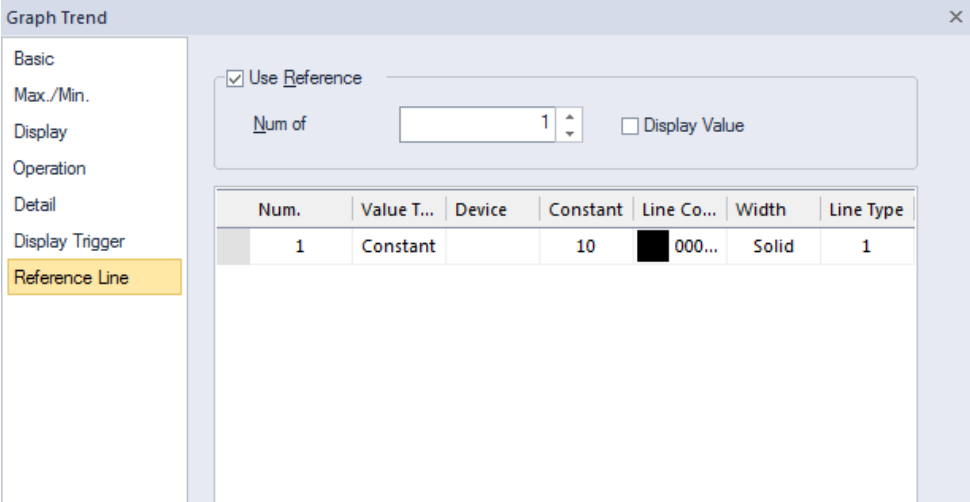 Graph Trend
Basic
Max./Min.
Display
Operation
Detail
Display Trigger
Reference Line
Use Reference
Num of 1 Display Value
Num. Value T... Device Constant Line Co... Width Line Type
1 Constant 10 000... Solid 1